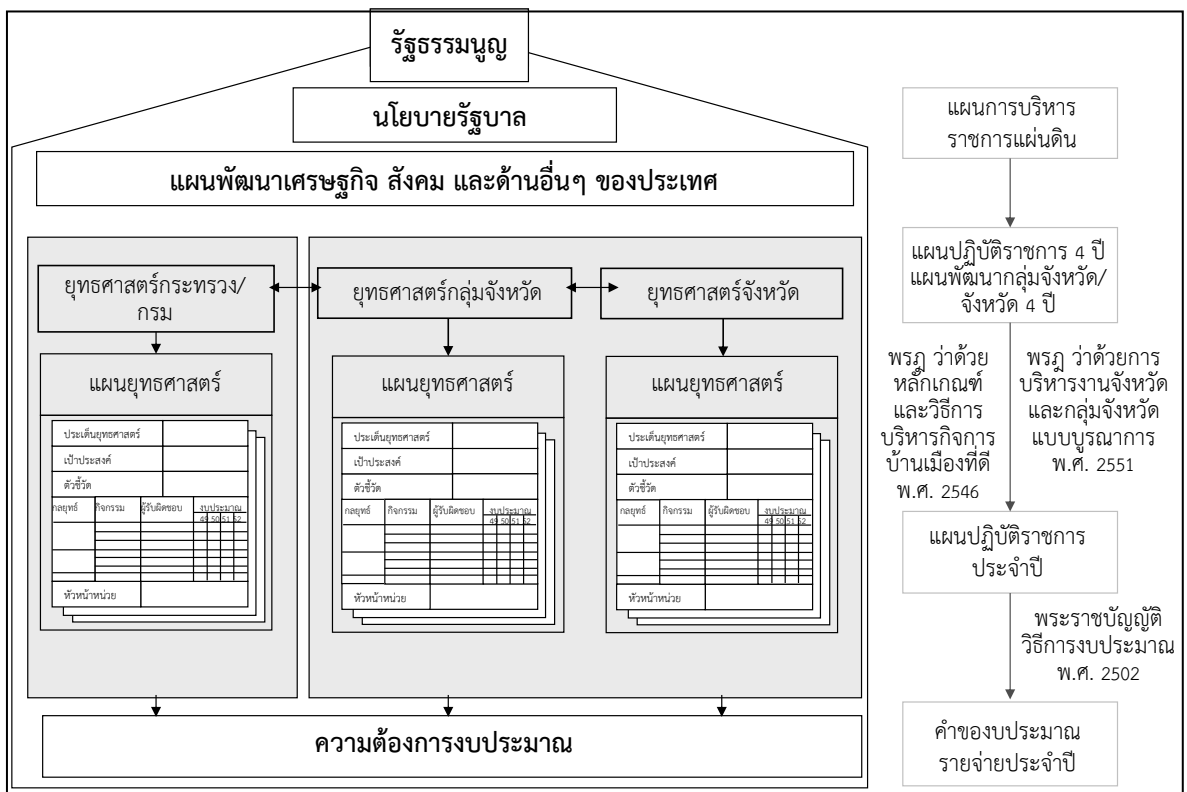 รัฐธรรมนูญ
นโยบายรัฐบาล
แผนพัฒนาเศรษฐกิจ สังคม และด้านอื่นๆ ของประเทศ
ยุทธศาสตร์กระทรวง/
กรม
แผนยุทธศาสตร์
ประเด็นยุทธศาสตร์
เป้าประสงค์
ตัวชี้วัด
กลยุทธ์ กิจกรรม ผู้รับผิดชอบ งบประมาณ
49 50 51 52
หัวหน้าหน่วย
ยุทธศาสตร์กลุ่มจังหวัด
แผนยุทธศาสตร์
ประเด็นยุทธศาสตร์
เป้าประสงค์
ตัวชี้วัด
กลยุทธ์ กิจกรรม ผู้รับผิดชอบ งบประมาณ
49 50 51 52
หัวหน้าหน่วย
ยุทธศาสตร์จังหวัด
แผนยุทธศาสตร์
ประเด็นยุทธศาสตร์
เป้าประสงค์
ตัวชี้วัด
กลยุทธ์ กิจกรรม ผู้รับผิดชอบ งบประมาณ
49 50 51 52
หัวหน้าหน่วย
ความต้องการงบประมาณ
แผนการบริหาร
ราชการแผ่นดิน
แผนปฏิบัติราชการ 4 ปี
แผนพัฒนากลุ่มจังหวัด/
จังหวัด 4 ปี
พรฎ ว่าด้วย
หลักเกณฑ์
และวิธีการ
บริหารกิจการ
บ้านเมืองที่ดี
พ.ศ. 2546
พรฎ ว่าด้วยการ
บริหารงานจังหวัด
และกลุ่มจังหวัด
แบบบูรณาการ
พ.ศ. 2551
แผนปฏิบัติราชการ
ประจำปี
พระราชบัญญัติ
วิธีการงบประมาณ
พ.ศ. 2502
คำของบประมาณ
รายจ่ายประจำปี